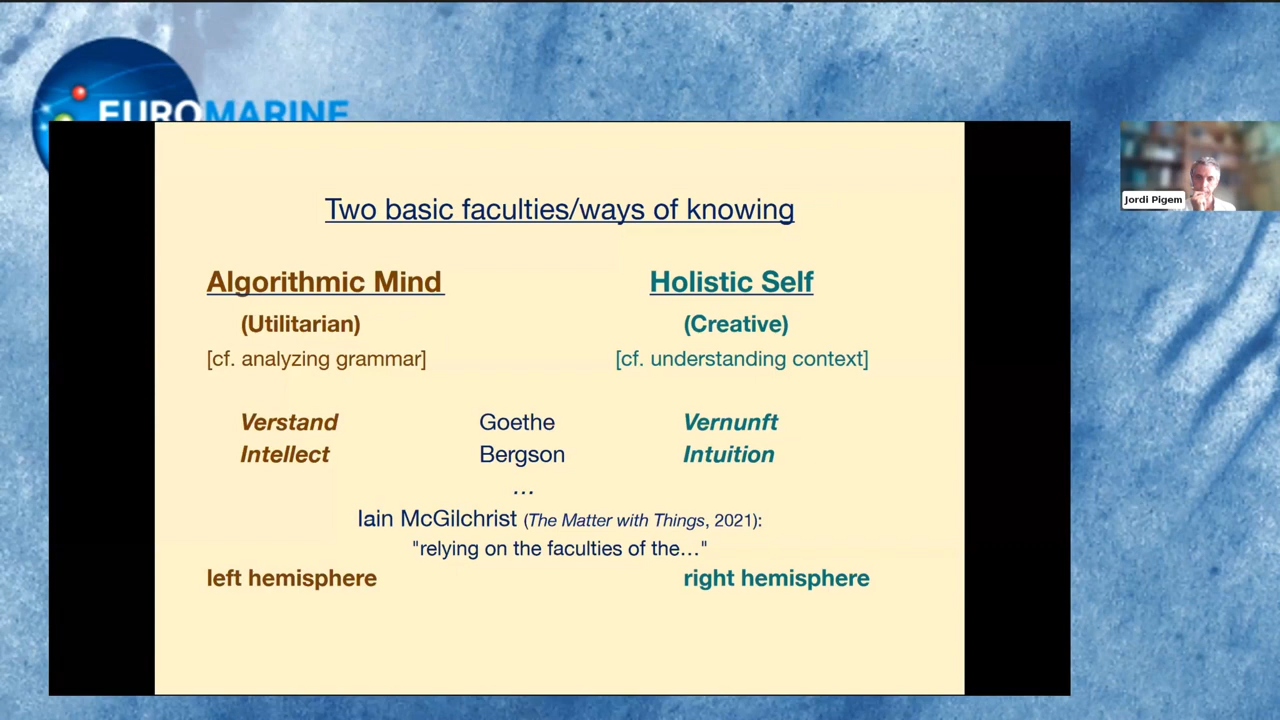 EUROMARINE
Two basic faculties/ways of knowing
Algorithmic Mind Holistic Self
(Utilitarian) (Creative)
[cf. analyzing grammar] [cf. understanding context]
Verstand Goethe Vernunft
Intellect Bergson Intuition
…
Iain McGilchrist (The Matter with Things, 2021):
"relying on the faculties of the…"
left hemisphere right hemisphere
Jordi Pigem